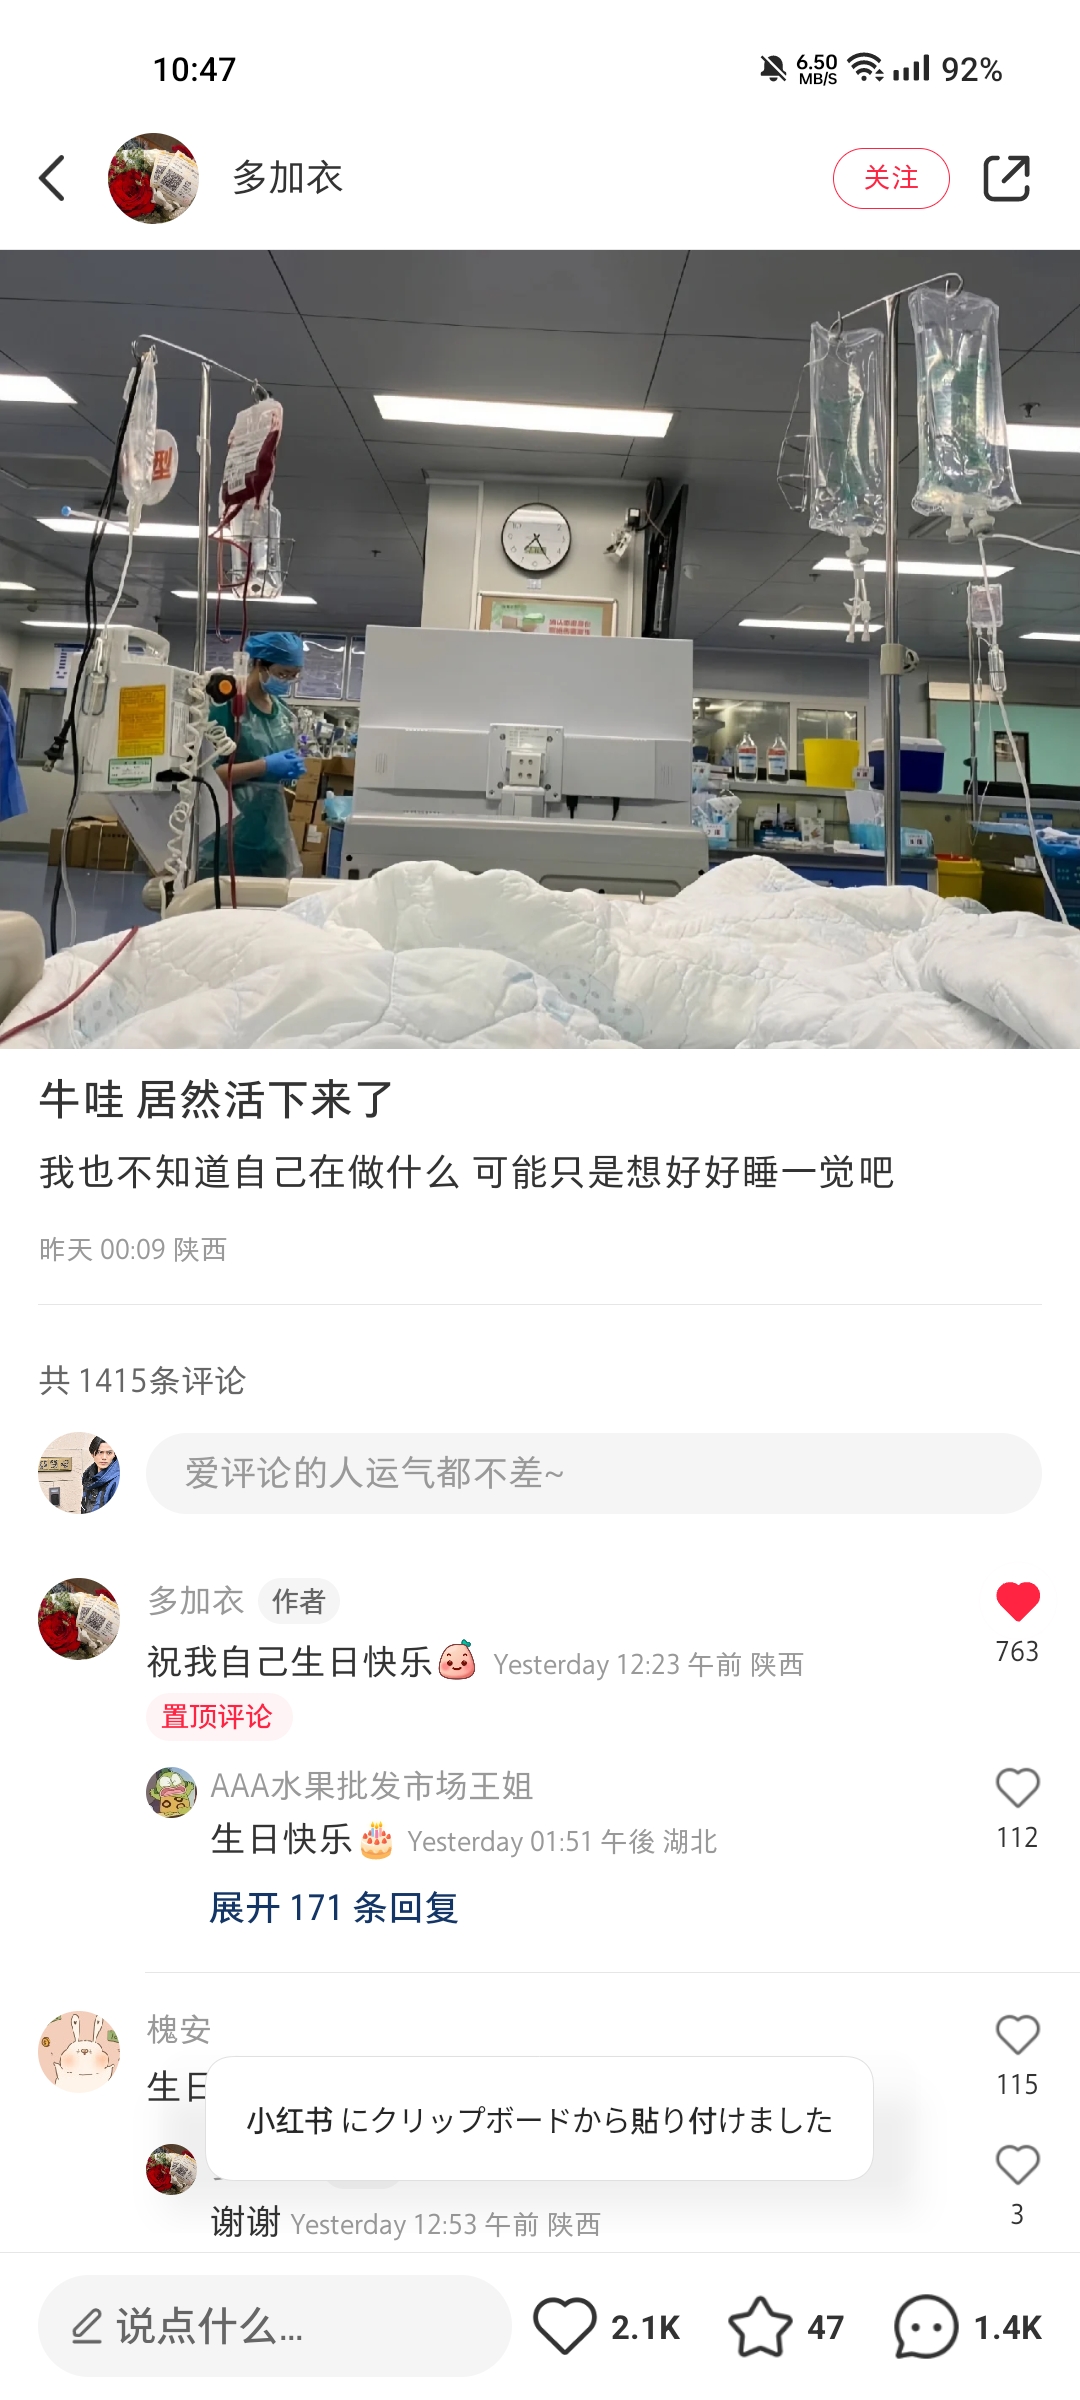 10:47
6.50 MB/S
92%
多加衣
关注
型
牛哇 居然活下来了
我也不知道自己在做什么 可能只是想好好睡一觉吧
昨天 00:09 陕西
共 1415条评论
爱评论的人运气都不差~
多加衣 作者
祝我自己生日快乐 Yesterday 12:23 午前 陕西
763
置顶评论
AAA水果批发市场王姐
生日快乐🎂 Yesterday 01:51 午後 湖北
112
展开 171 条回复
槐安
生日
115
小红书 にクリップボードから貼り付けました
谢谢 Yesterday 12:53 午前 陕西
3
说点什么...
2.1K
47
1.4K